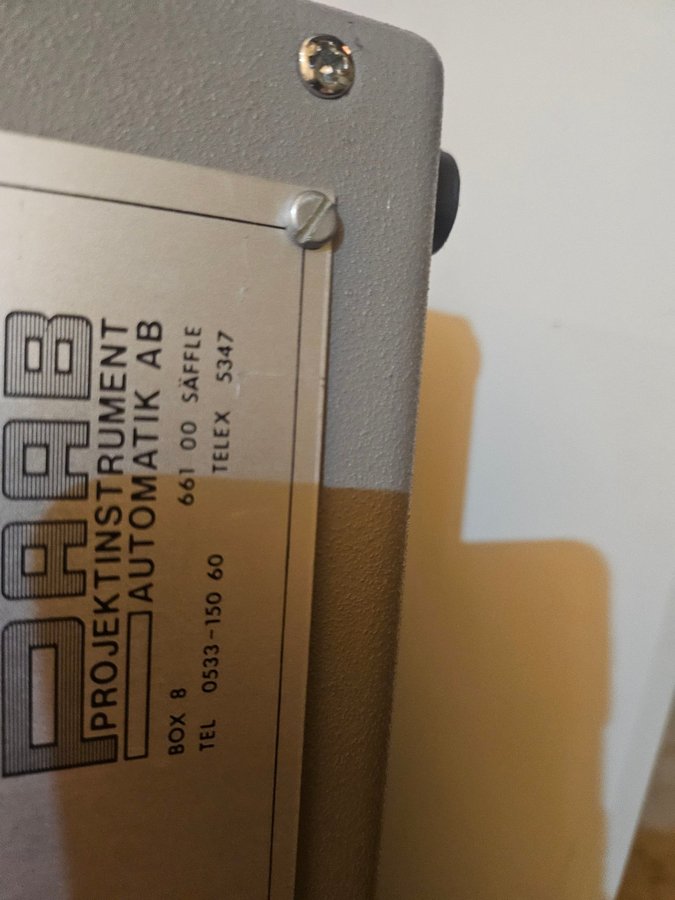 PAAB
PROJEKTINSTRUMENT
AUTOMATIK AB
BOX 8 661 00 SÄFFLE
TEL 0533-150 60 TELEX 5347